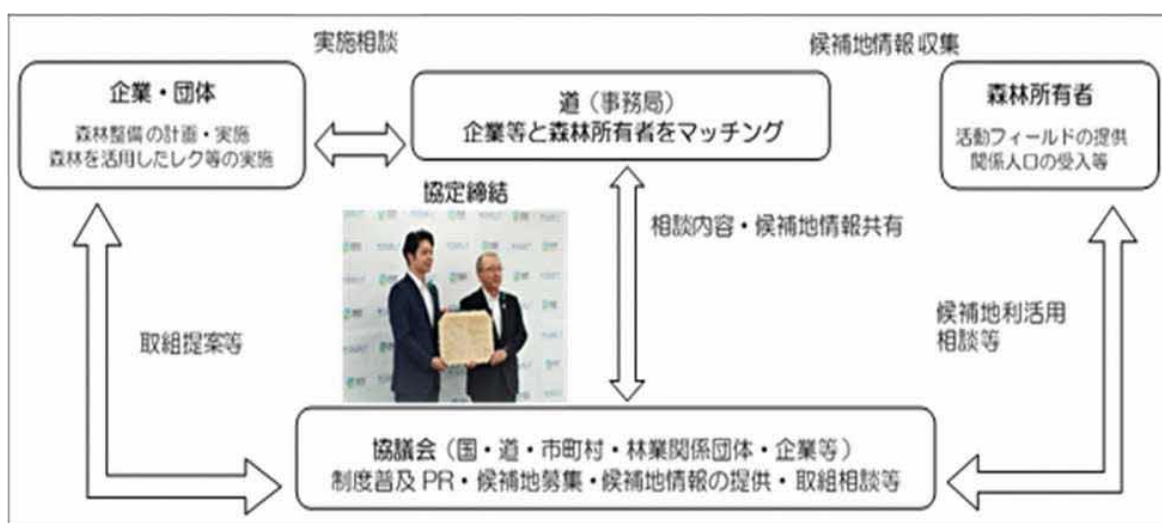 実施相談
候補地情報収集
企業・団体
森林整備の計画・実施
森林を活用したレク等の実施
道（事務局）
企業等と森林所有者をマッチング
森林所有者
活動フィールドの提供
関係人口の受入等
協定締結
相談内容・候補地情報共有
取組提案等
候補地利活用
相談等
協議会（国・道・市町村・林業関係団体・企業等）
制度普及PR・候補地募集・候補地情報の提供・取組相談等